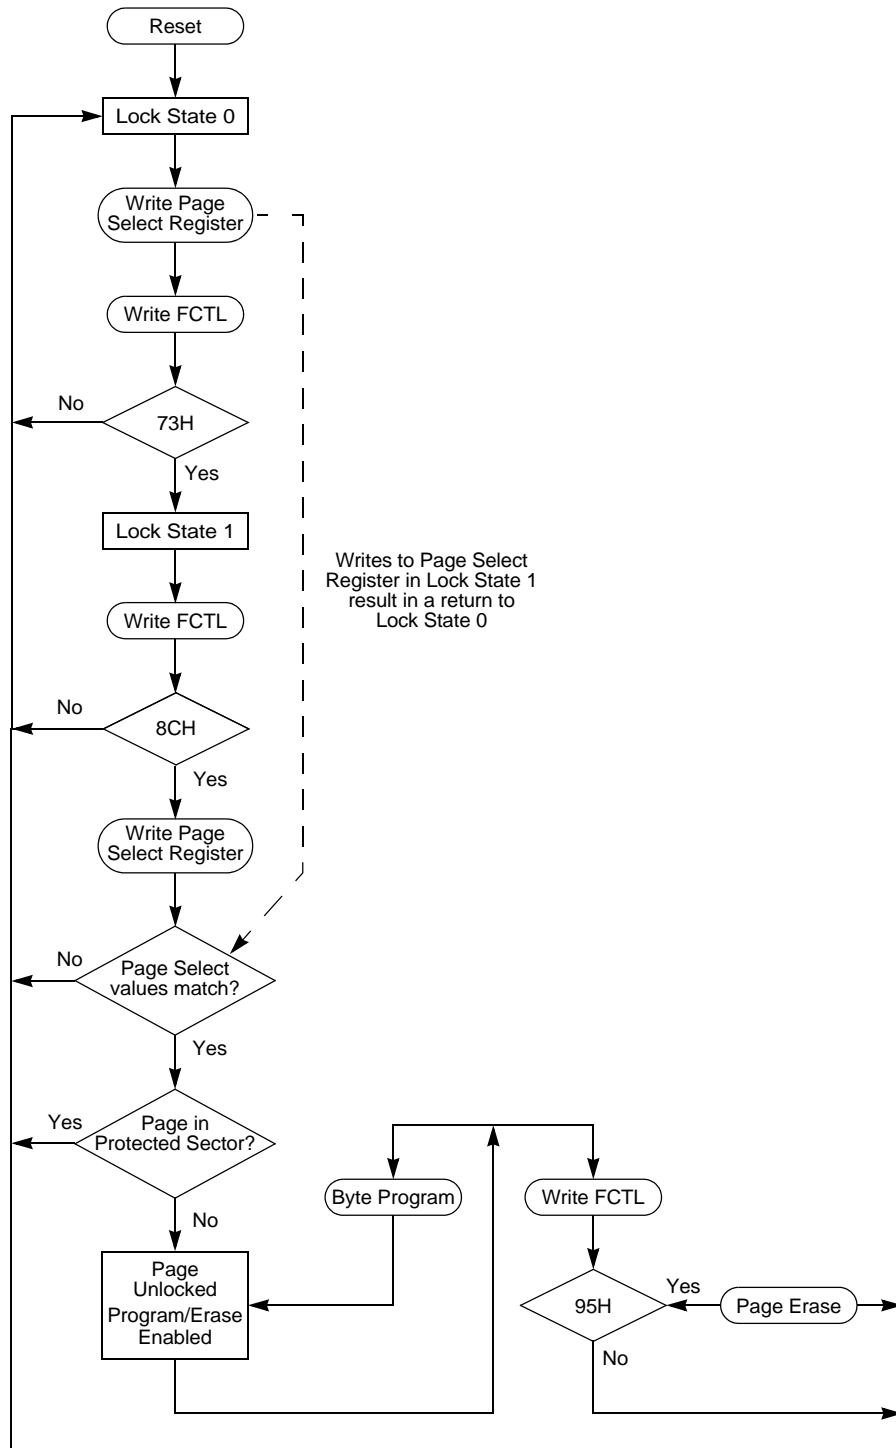 Reset
Lock State 0
Write Page
Select Register
Write FCTL
No
73H
Yes
Lock State 1
Writes to Page Select
Register in Lock State 1
result in a return to
Lock State 0
Write FCTL
No
8CH
Yes
Write Page
Select Register
No
Page Select
values match?
Yes
Yes
Page in
Protected Sector?
No
Byte Program
Write FCTL
Page
Unlocked
Program/Erase
Enabled
95H
Yes
Page Erase
No